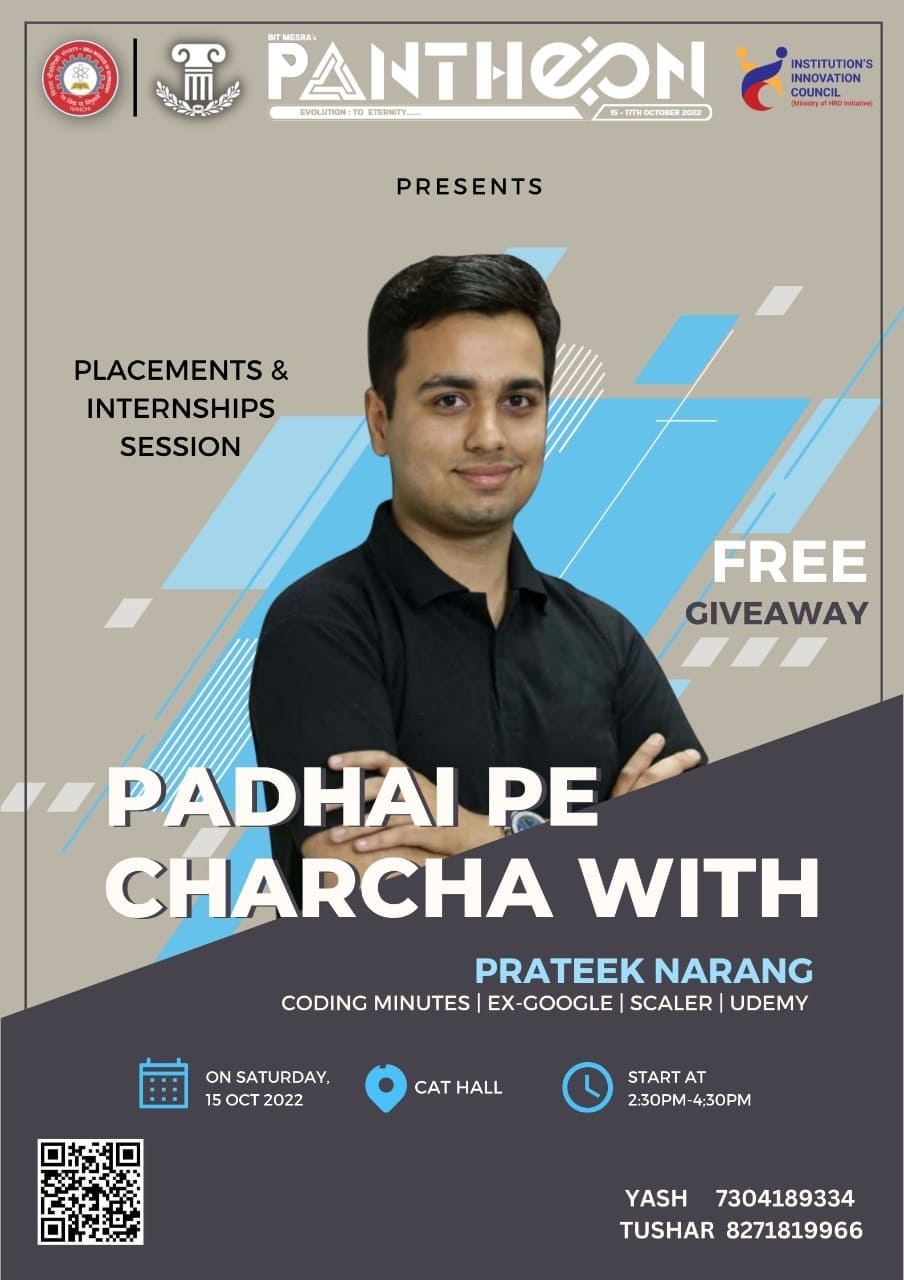 BIT MESRA's
PANTHEON
EVOLUTION : TO ETERNITY......
15 - 17TH OCTOBER 2022
INSTITUTION'S
INNOVATION
COUNCIL
(Ministry of HRD Initiative)
RANCHI
PRESENTS
PLACEMENTS &
INTERNSHIPS
SESSION
FREE
GIVEAWAY
PADHAI PE
CHARCHA WITH
PRATEEK NARANG
CODING MINUTES | EX-GOOGLE | SCALER | UDEMY
ON SATURDAY,
15 OCT 2022
CAT HALL
START AT
2:30PM-4;30PM
YASH 7304189334
TUSHAR 8271819966